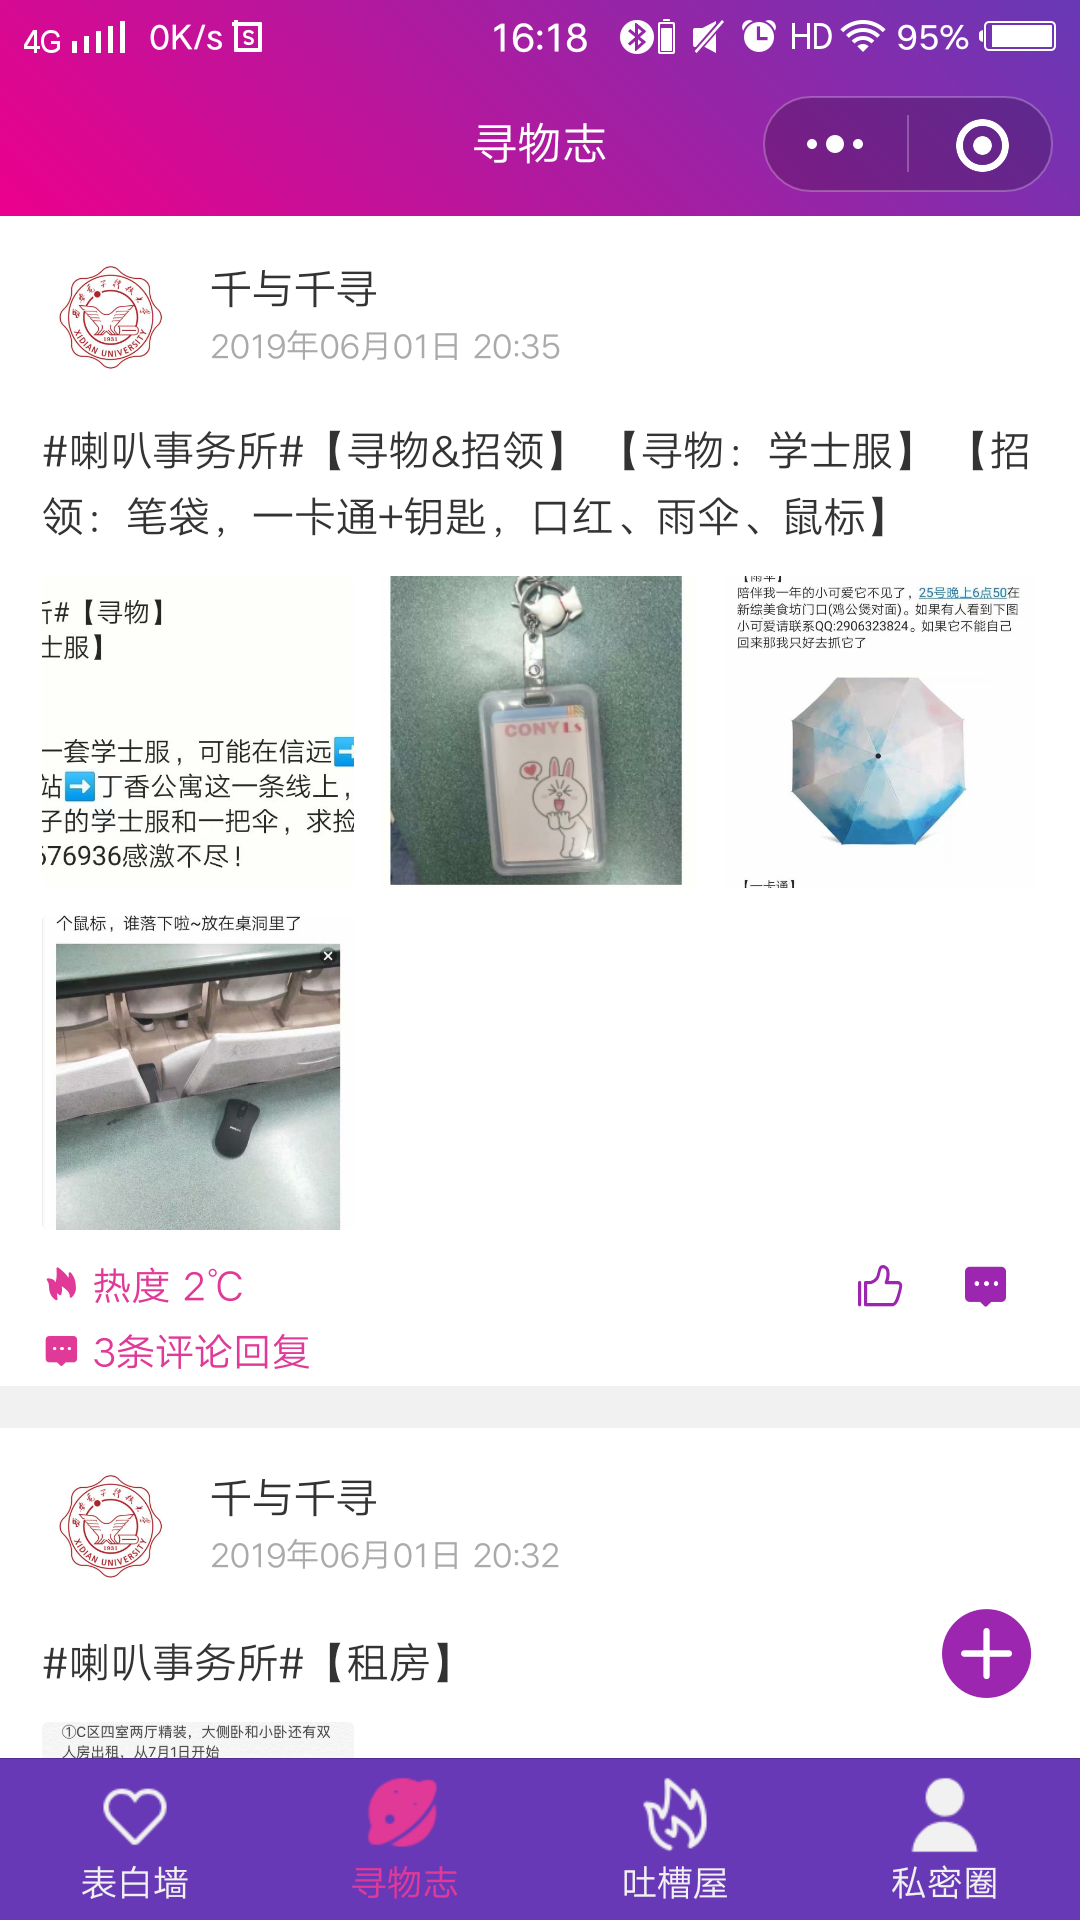 4G 0K/s S 16:18 HD 95%
寻物志
千与千寻
2019年06月01日 20:35
XIDIAN UNIVERSITY
1931
#喇叭事务所#【寻物&招领】 【寻物：学士服】 【招
领：笔袋，一卡通+钥匙，口红、雨伞、鼠标】
所#【寻物】
士服】
一套学士服，可能在信远➡
站➡丁香公寓这一条线上，
子的学士服和一把伞，求捡
676936感激不尽！
CONY Ls
【雨伞】
陪伴我一年的小可爱它不见了，25号晚上6点50在
新综美食坊门口(鸡公煲对面)。如果有人看到下图
小可爱请联系QQ:2906323824。如果它不能自己
回来那我只好去抓它了
【一卡通】
个鼠标，谁落下啦~放在桌洞里了
热度 2℃
3条评论回复
千与千寻
2019年06月01日 20:32
XIDIAN UNIVERSITY
1931
#喇叭事务所#【租房】
①C区四室两厅精装，大侧卧和小卧还有双
人房出租，从7月1日开始
表白墙
寻物志
吐槽屋
私密圈